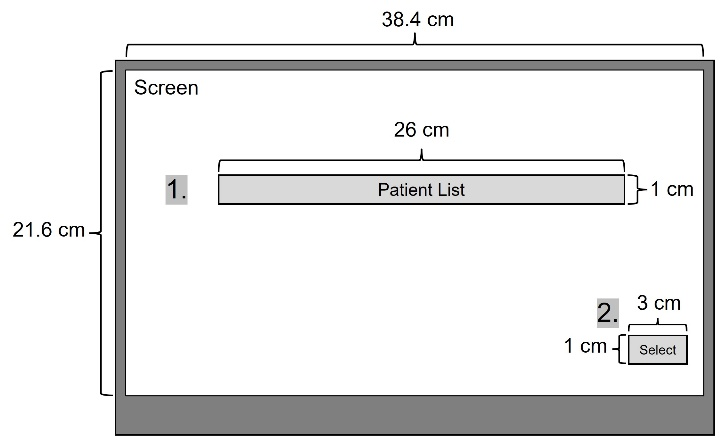 38.4 cm
Screen
26 cm
1.
Patient List
1 cm
21.6 cm
2.
3 cm
1 cm
Select